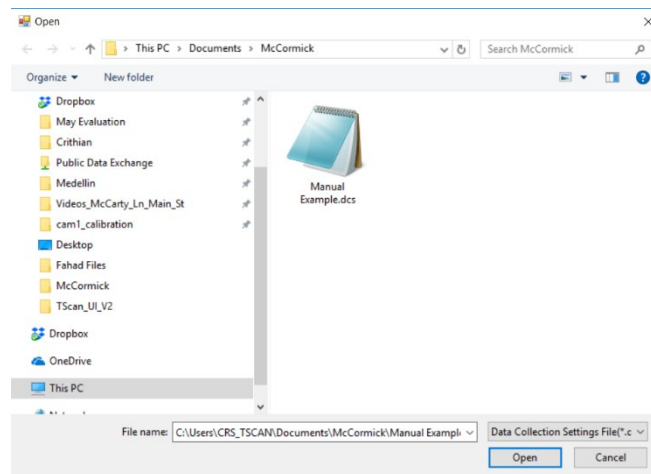 Open
This PC > Documents > McCormick
Search McCormick
Organize
New folder
Dropbox
May Evaluation
Crithian
Public Data Exchange
Medellin
Videos_McCarty_Ln_Main_St
cam1_calibration
Desktop
Fahad Files
McCormick
TScan_UI_V2
Dropbox
OneDrive
This PC
Manual
Example.dcs
File name: C:\Users\CRS_TSCAN\Documents\McCormick\Manual Exampl
Data Collection Settings File(*.c
Open
Cancel